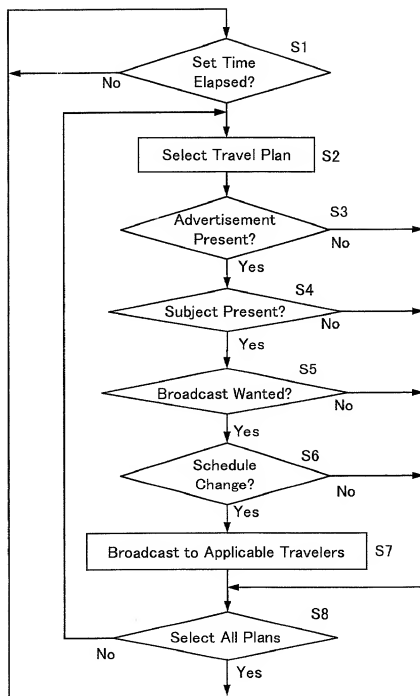 S1
Set Time
Elapsed?
No
Select Travel Plan
S2
S3
Advertisement
Present?
No
Yes
S4
Subject Present?
No
Yes
S5
Broadcast Wanted?
No
Yes
S6
Schedule
Change?
No
Yes
Broadcast to Applicable Travelers
S7
S8
Select All Plans
No
Yes